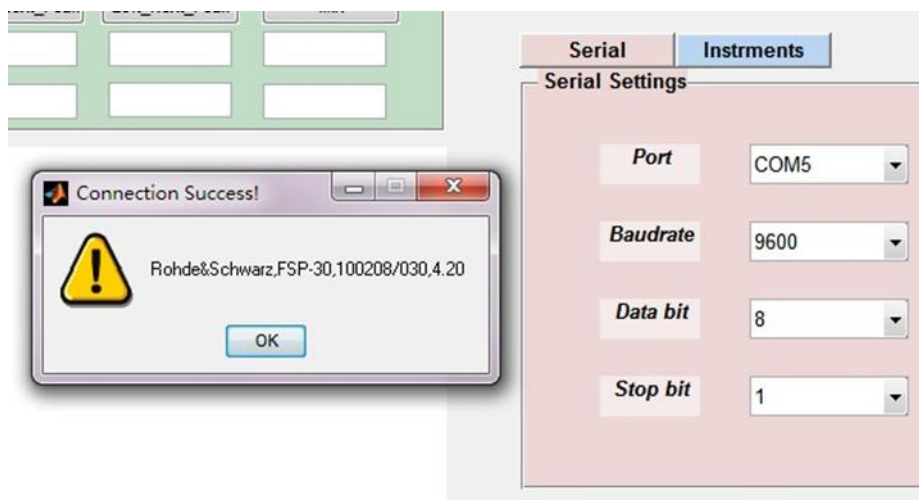 Serial
Instrments
Serial Settings
Port
COM5
Baudrate
9600
Data bit
8
Stop bit
1
Connection Success!
Rohde&Schwarz,FSP-30,100208/030,4.20
OK